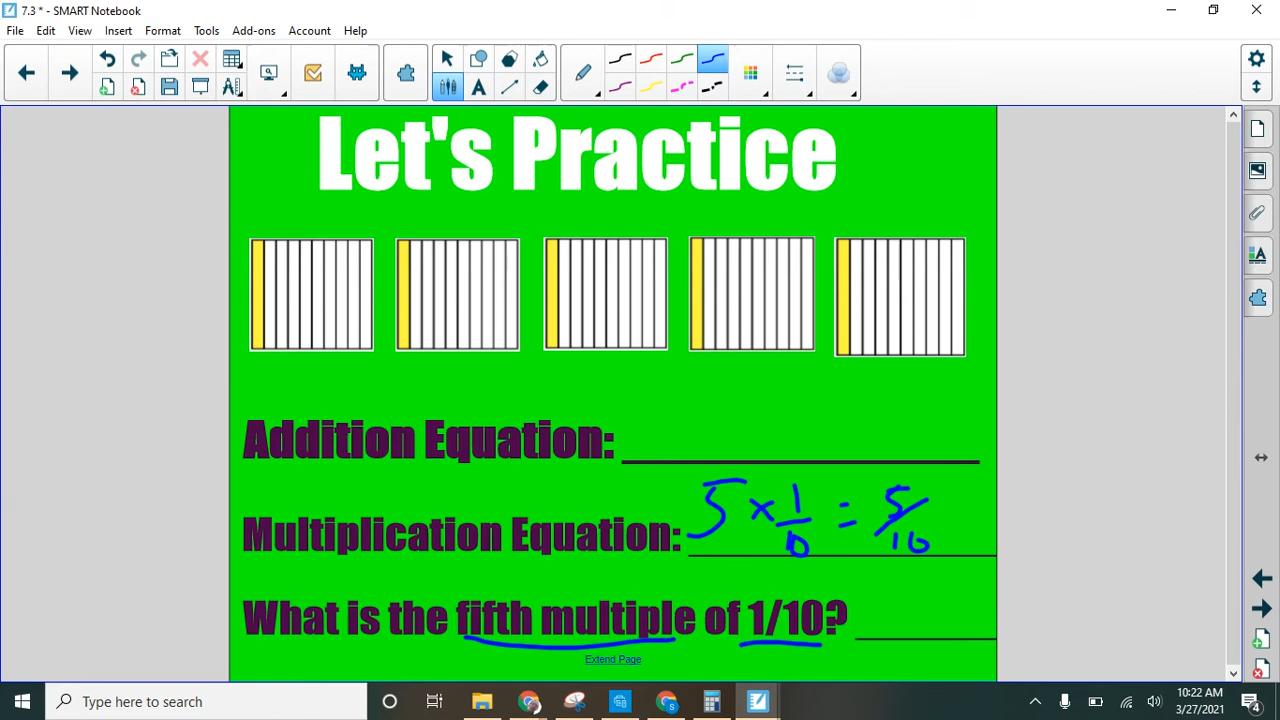 7.3 * - SMART Notebook
File Edit View Insert Format Tools Add-ons Account Help
Let's Practice
Addition Equation:
Multiplication Equation: 5 × 1/10 = 5/10
What is the fifth multiple of 1/10?
Extend Page
Type here to search
10:22 AM
3/27/2021
4